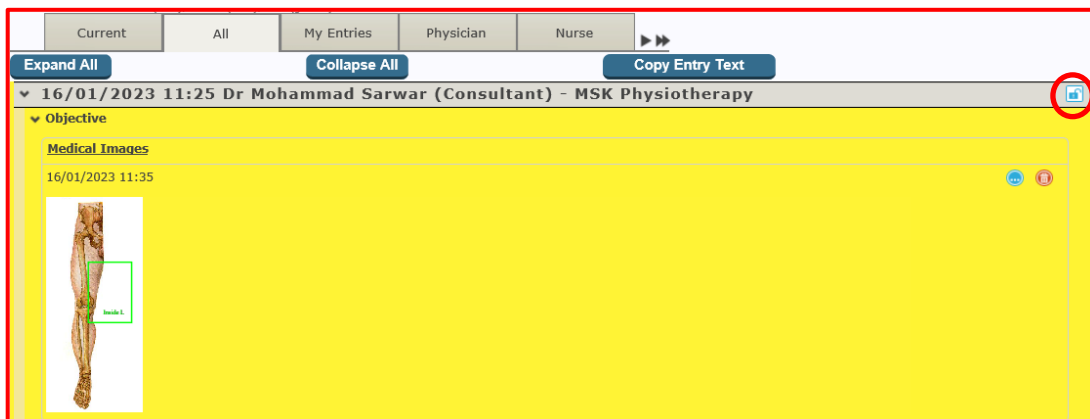 Current All My Entries Physician Nurse
Expand All Collapse All Copy Entry Text
16/01/2023 11:25 Dr Mohammad Sarwar (Consultant) - MSK Physiotherapy
Objective
Medical Images
16/01/2023 11:35
Inside L